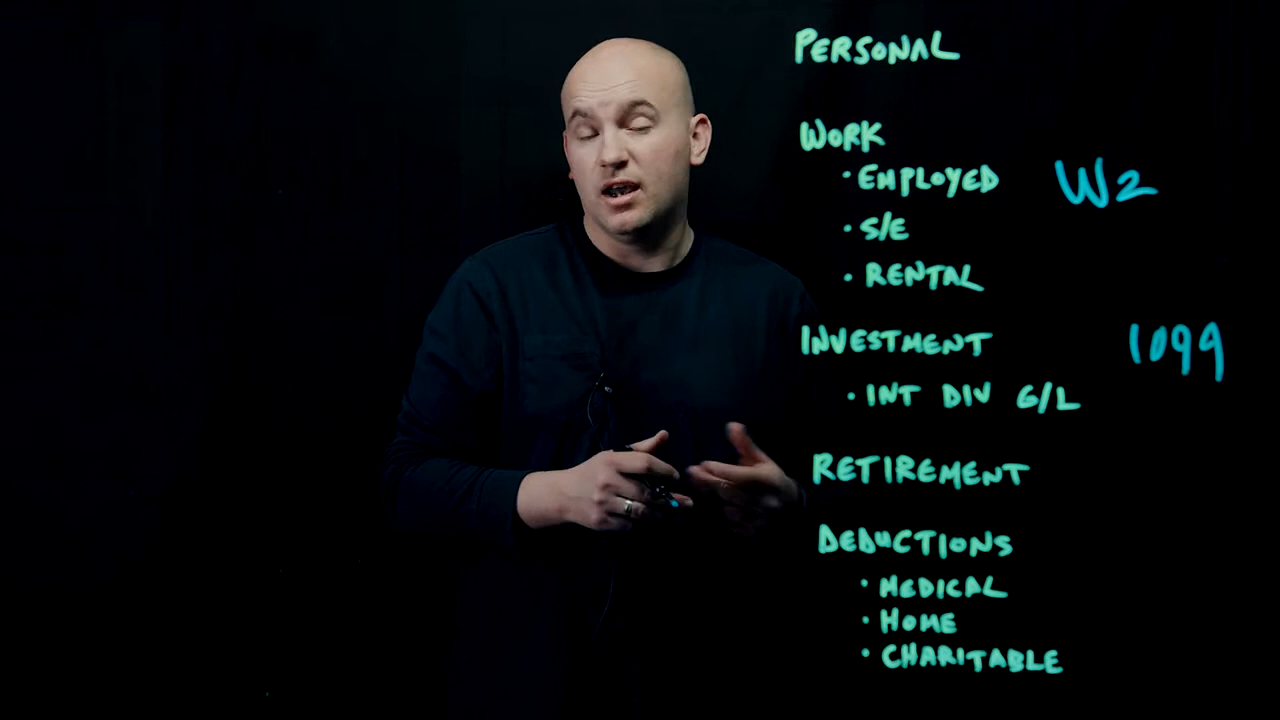 PERSONAL
WORK
• EMPLOYED W2
• S/E
• RENTAL
INVESTMENT 1099
• INT DIV G/L
RETIREMENT
DEDUCTIONS
• MEDICAL
• HOME
• CHARITABLE